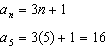 aₙ = 3n + 1
a₅ = 3(5) + 1 = 16